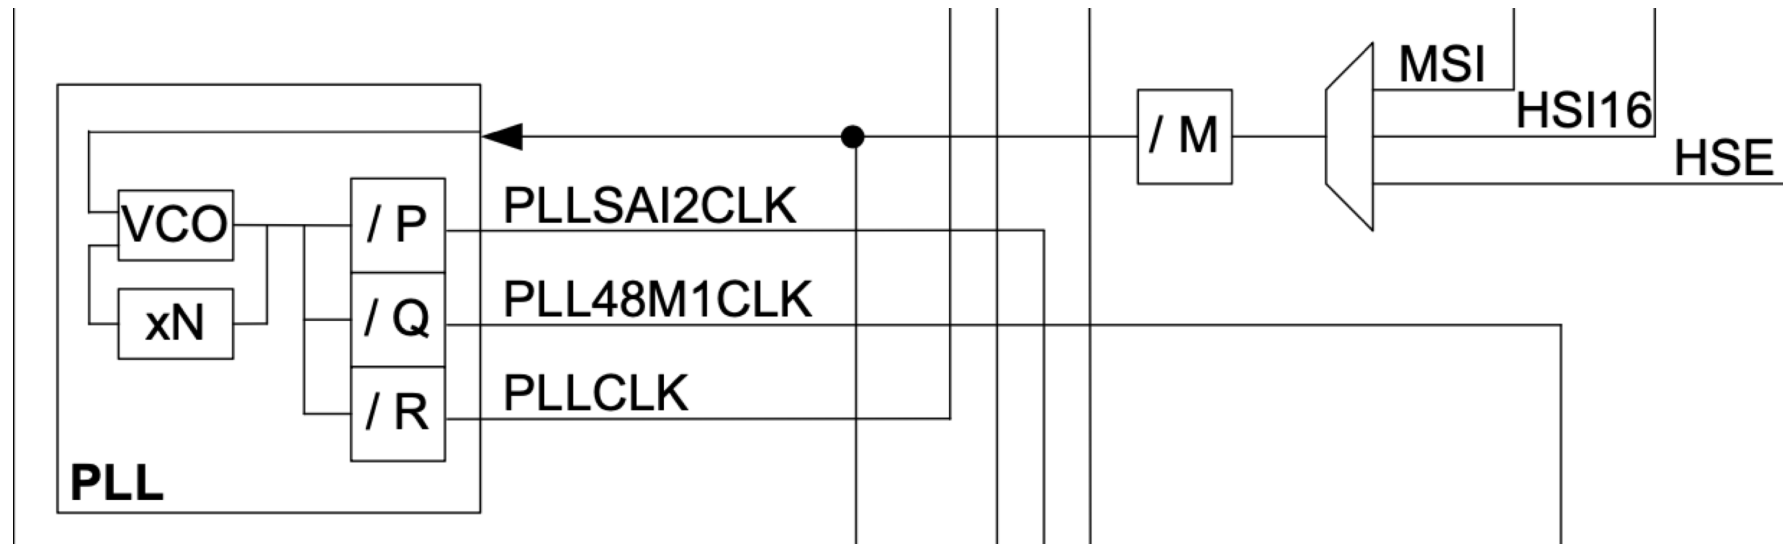 MSI
HSI16
/ M
HSE
PLLSAI2CLK
VCO
/ P
PLL48M1CLK
xN
/ Q
PLLCLK
/ R
PLL